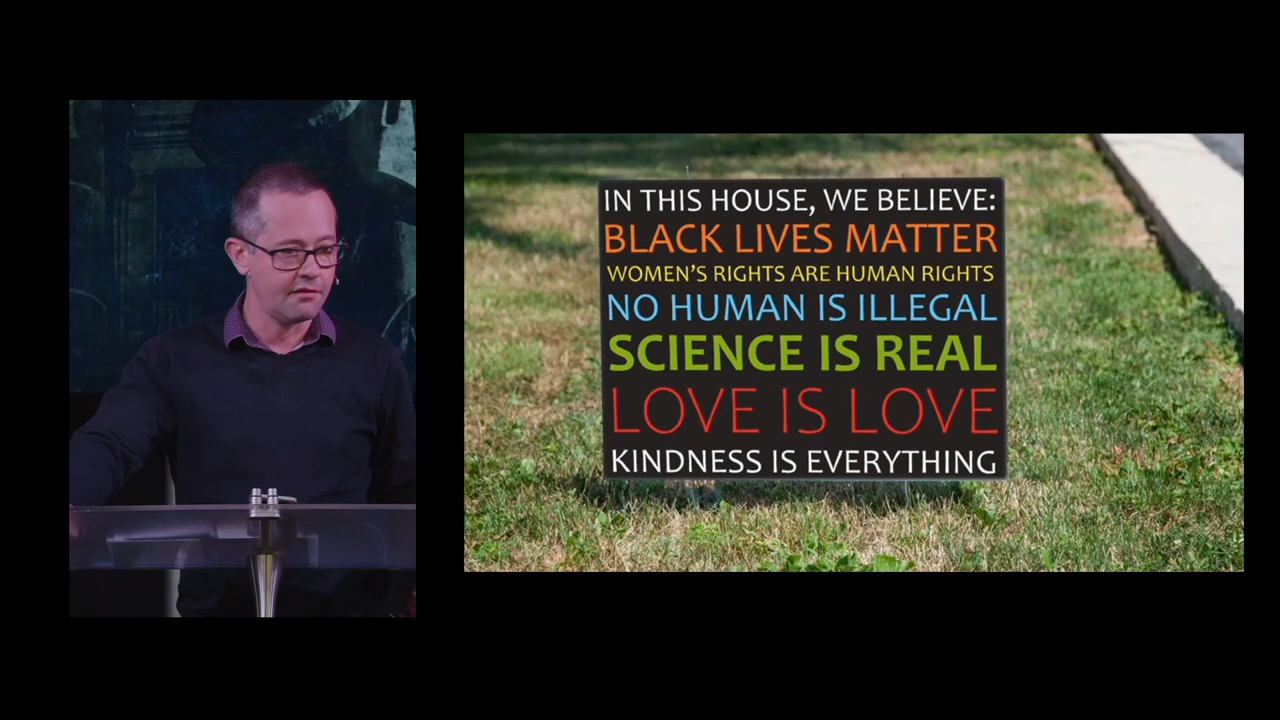 IN THIS HOUSE, WE BELIEVE:
BLACK LIVES MATTER
WOMEN'S RIGHTS ARE HUMAN RIGHTS
NO HUMAN IS ILLEGAL
SCIENCE IS REAL
LOVE IS LOVE
KINDNESS IS EVERYTHING